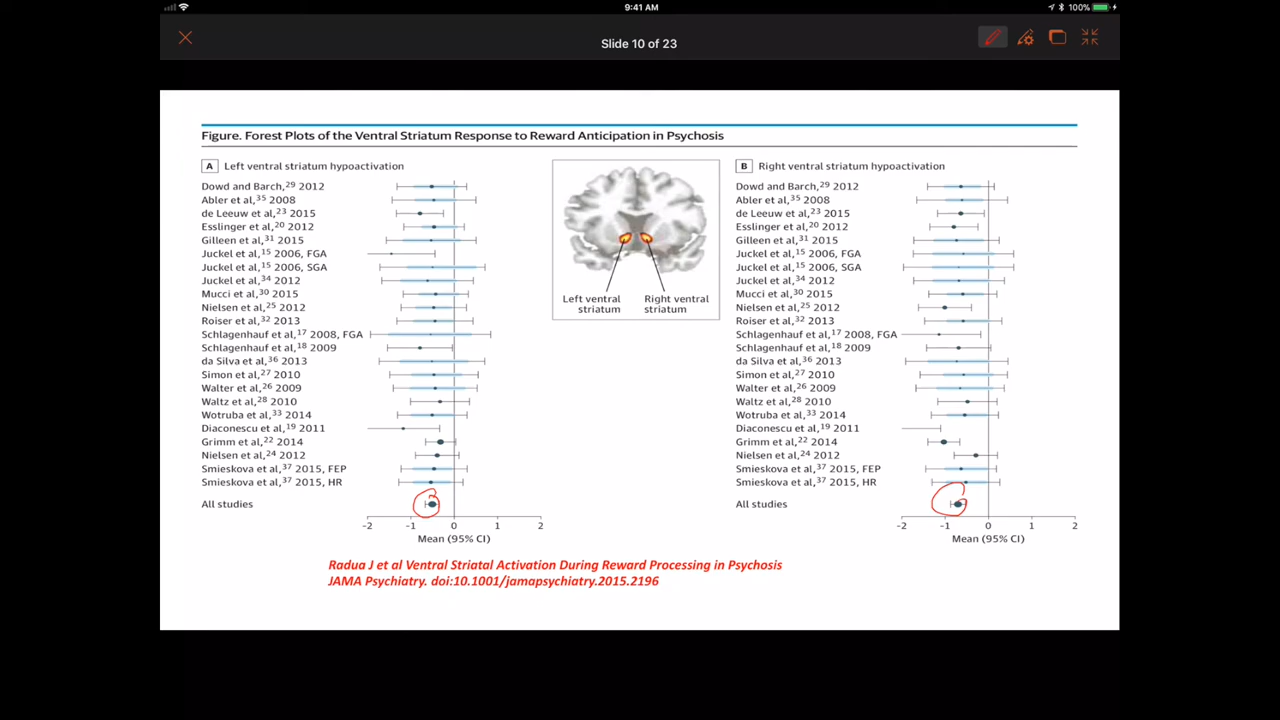 9:41 AM
100%
Slide 10 of 23
Figure. Forest Plots of the Ventral Striatum Response to Reward Anticipation in Psychosis
A Left ventral striatum hypoactivation
Dowd and Barch,29 2012
Abler et al,35 2008
de Leeuw et al,23 2015
Esslinger et al,20 2012
Gilleen et al,31 2015
Juckel et al,15 2006, FGA
Juckel et al,15 2006, SGA
Juckel et al,34 2012
Mucci et al,30 2015
Nielsen et al,25 2012
Roiser et al,32 2013
Schlagenhauf et al,17 2008, FGA
Schlagenhauf et al,18 2009
da Silva et al,36 2013
Simon et al,27 2010
Walter et al,26 2009
Waltz et al,28 2010
Wotruba et al,33 2014
Diaconescu et al,19 2011
Grimm et al,22 2014
Nielsen et al,24 2012
Smieskova et al,37 2015, FEP
Smieskova et al,37 2015, HR
All studies
-2 -1 0 1 2
Mean (95% CI)
Left ventral striatum
Right ventral striatum
B Right ventral striatum hypoactivation
Dowd and Barch,29 2012
Abler et al,35 2008
de Leeuw et al,23 2015
Esslinger et al,20 2012
Gilleen et al,31 2015
Juckel et al,15 2006, FGA
Juckel et al,15 2006, SGA
Juckel et al,34 2012
Mucci et al,30 2015
Nielsen et al,25 2012
Roiser et al,32 2013
Schlagenhauf et al,17 2008, FGA
Schlagenhauf et al,18 2009
da Silva et al,36 2013
Simon et al,27 2010
Walter et al,26 2009
Waltz et al,28 2010
Wotruba et al,33 2014
Diaconescu et al,19 2011
Grimm et al,22 2014
Nielsen et al,24 2012
Smieskova et al,37 2015, FEP
Smieskova et al,37 2015, HR
All studies
-2 -1 0 1 2
Mean (95% CI)
Radua J et al Ventral Striatal Activation During Reward Processing in Psychosis
JAMA Psychiatry. doi:10.1001/jamapsychiatry.2015.2196